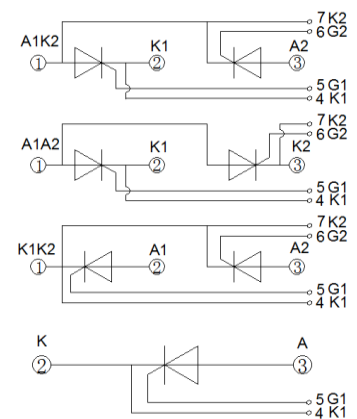 7 K2
6 G2
A1K2 K1 A2
① ② ③
5 G1
4 K1
7 K2
6 G2
A1A2 K1 K2
① ② ③
5 G1
4 K1
7 K2
6 G2
K1K2 A1 A2
① ② ③
5 G1
4 K1
K A
② ③
5 G1
4 K1